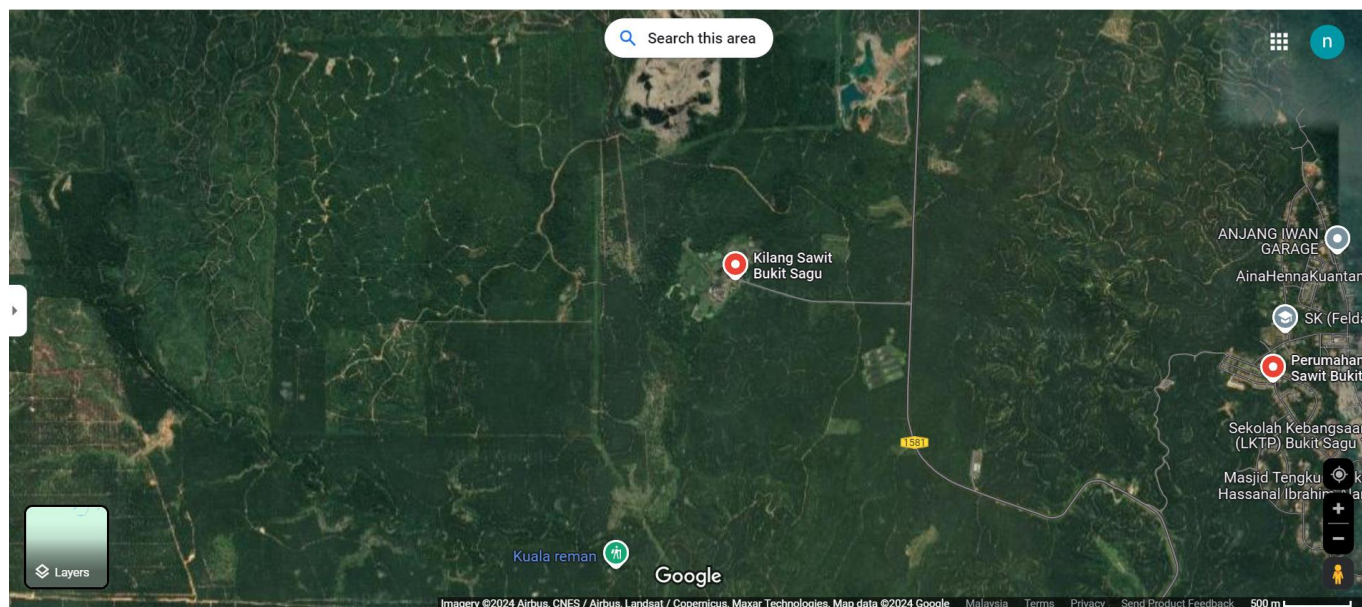 Search this area
n
ANJANG IWAN
GARAGE
Kilang Sawit
Bukit Sagu
AinaHennaKuantan
SK (Felda
Perumahan
Sawit Bukit
1581
Sekolah Kebangsaa
(LKTP) Bukit Sagu
Masjid Tengku
Hassanal Ibrahim
Kuala reman
Layers
Google
Imagery ©2024 Airbus, CNES / Airbus, Landsat / Copernicus, Maxar Technologies, Map data ©2024 Google Malaysia Terms Privacy Send Product Feedback 500 m